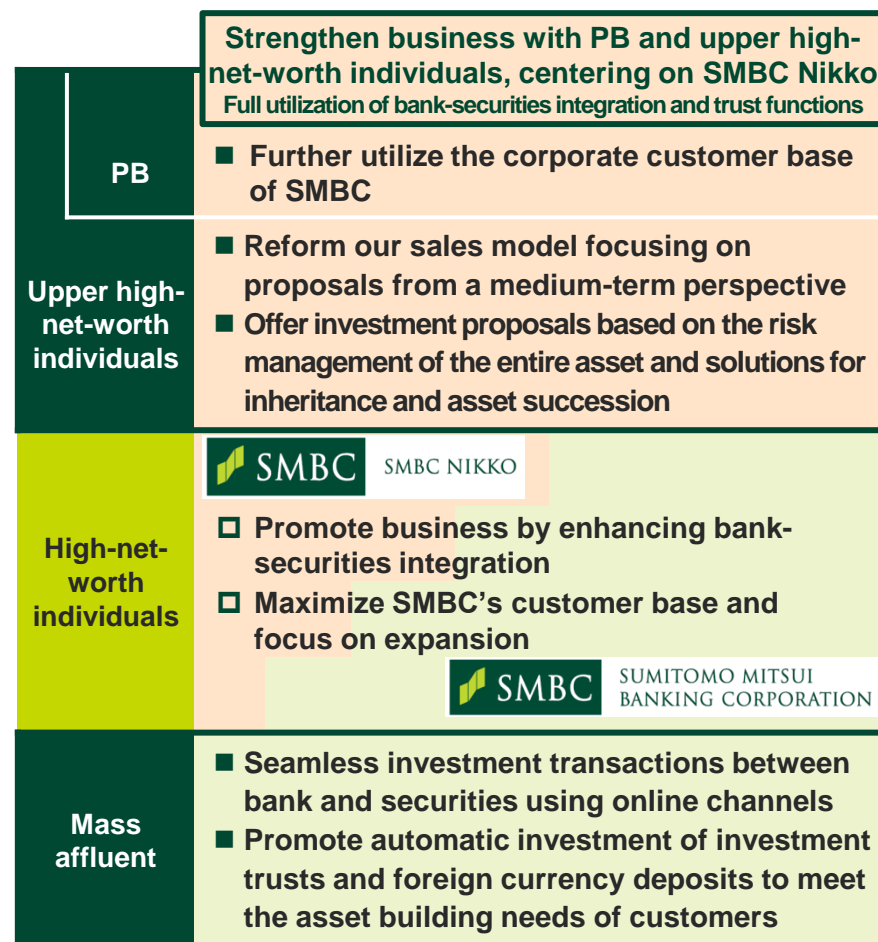 Strengthen business with PB and upper high-
net-worth individuals, centering on SMBC Nikko
Full utilization of bank-securities integration and trust functions
PB
■ Further utilize the corporate customer base
of SMBC
Upper high-
net-worth
individuals
■ Reform our sales model focusing on
proposals from a medium-term perspective
■ Offer investment proposals based on the risk
management of the entire asset and solutions for
inheritance and asset succession
SMBC SMBC NIKKO
High-net-
worth
individuals
□ Promote business by enhancing bank-
securities integration
□ Maximize SMBC’s customer base and
focus on expansion
SMBC SUMITOMO MITSUI
BANKING CORPORATION
Mass
affluent
■ Seamless investment transactions between
bank and securities using online channels
■ Promote automatic investment of investment
trusts and foreign currency deposits to meet
the asset building needs of customers